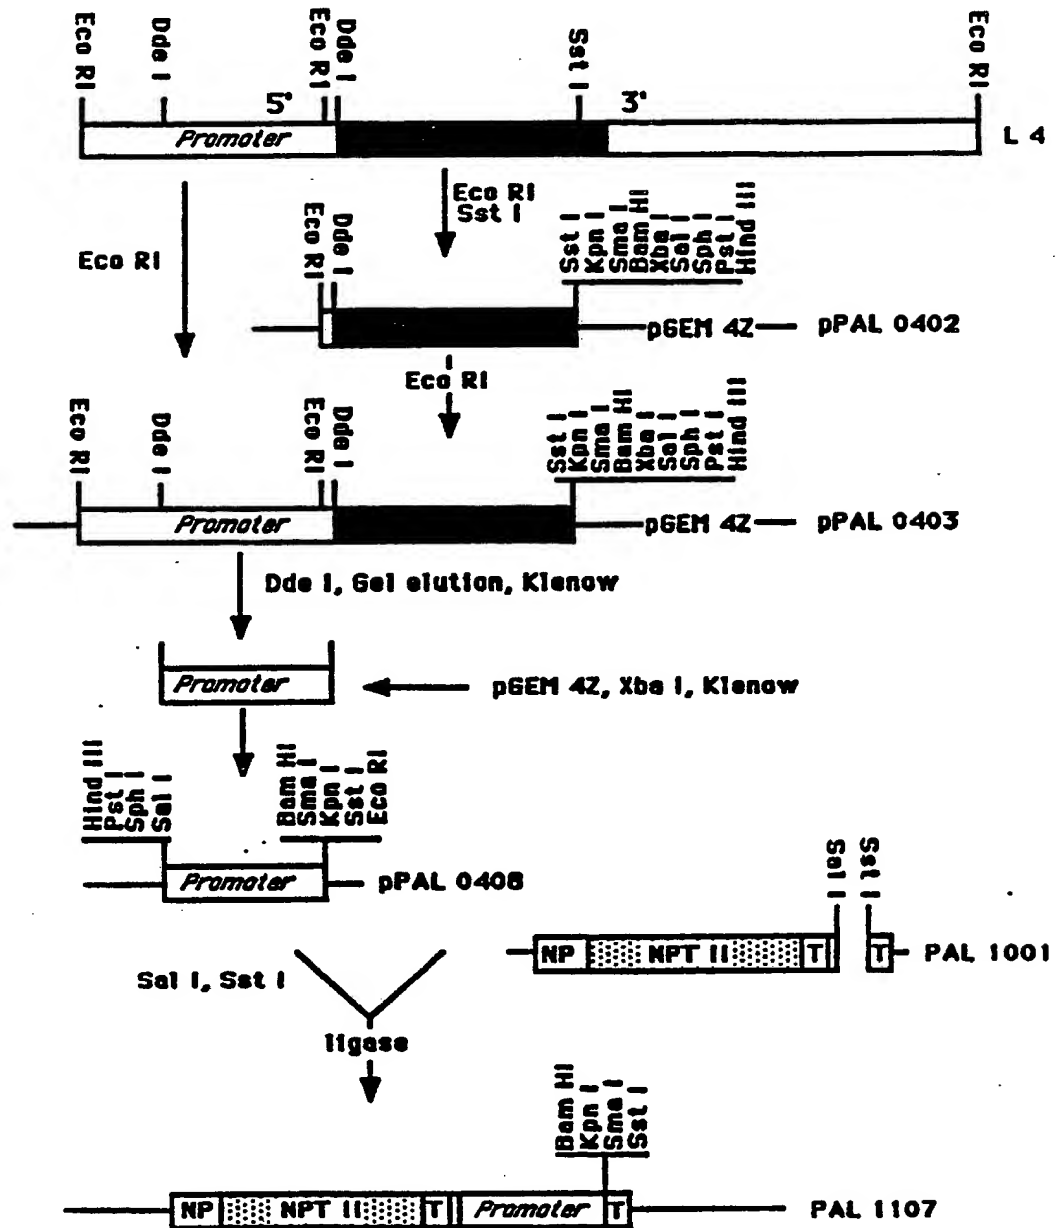 Eco RI
Dde I
Eco RI
Dde I
Sst I
Eco RI
5'
3'
Promoter
L 4
Eco RI
Eco RI
Sst I
Eco RI
Dde I
Sst I
Kpn I
Sma I
Bam HI
Xba I
Sal I
Sph I
Pst I
Hind III
pGEM 4Z
pPAL 0402
Eco RI
Eco RI
Dde I
Eco RI
Dde I
Sst I
Kpn I
Sma I
Bam HI
Xba I
Sal I
Sph I
Pst I
Hind III
Promoter
pGEM 4Z
pPAL 0403
Dde I, Gel elution, Klenow
Promoter
pGEM 4Z, Xba I, Klenow
Hind III
Pst I
Sph I
Sal I
Bam HI
Sma I
Kpn I
Sst I
Eco RI
Promoter
pPAL 0408
Sal I
Sst I
NP
NPT II
T
T
PAL 1001
Sal I, Sst I
ligase
Bam HI
Kpn I
Sma I
Sst I
NP
NPT II
T
Promoter
T
PAL 1107